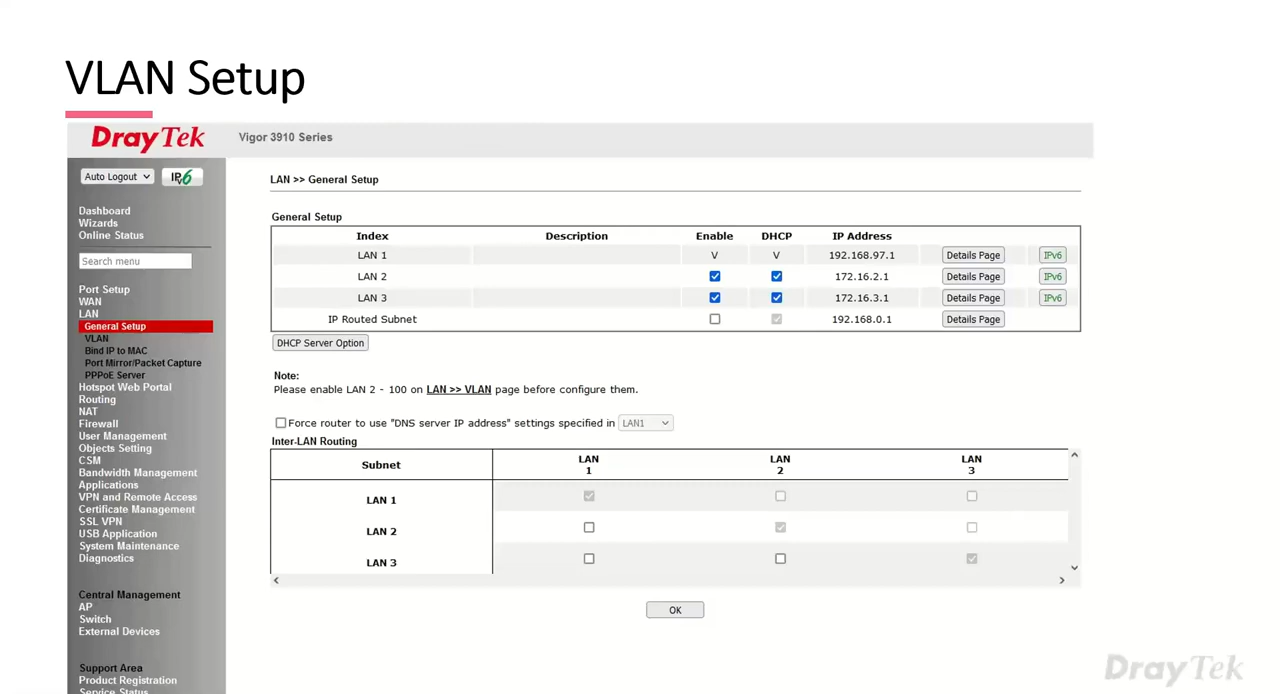 VLAN Setup
DrayTek Vigor 3910 Series
Auto Logout IPv6
LAN >> General Setup
Dashboard
Wizards
Online Status
Search menu
Port Setup
WAN
LAN
General Setup
VLAN
Bind IP to MAC
Port Mirror/Packet Capture
PPPoE Server
Hotspot Web Portal
Routing
NAT
Firewall
User Management
Objects Setting
CSM
Bandwidth Management
Applications
VPN and Remote Access
Certificate Management
SSL VPN
USB Application
System Maintenance
Diagnostics
Central Management
AP
Switch
External Devices
Support Area
Product Registration
Service Status
General Setup
Index Description Enable DHCP IP Address
LAN 1 V V 192.168.97.1 Details Page IPv6
LAN 2 172.16.2.1 Details Page IPv6
LAN 3 172.16.3.1 Details Page IPv6
IP Routed Subnet 192.168.0.1 Details Page
DHCP Server Option
Note:
Please enable LAN 2 - 100 on LAN >> VLAN page before configure them.
Force router to use "DNS server IP address" settings specified in LAN1
Inter-LAN Routing
Subnet LAN 1 LAN 2 LAN 3
LAN 1
LAN 2
LAN 3
OK
DrayTek